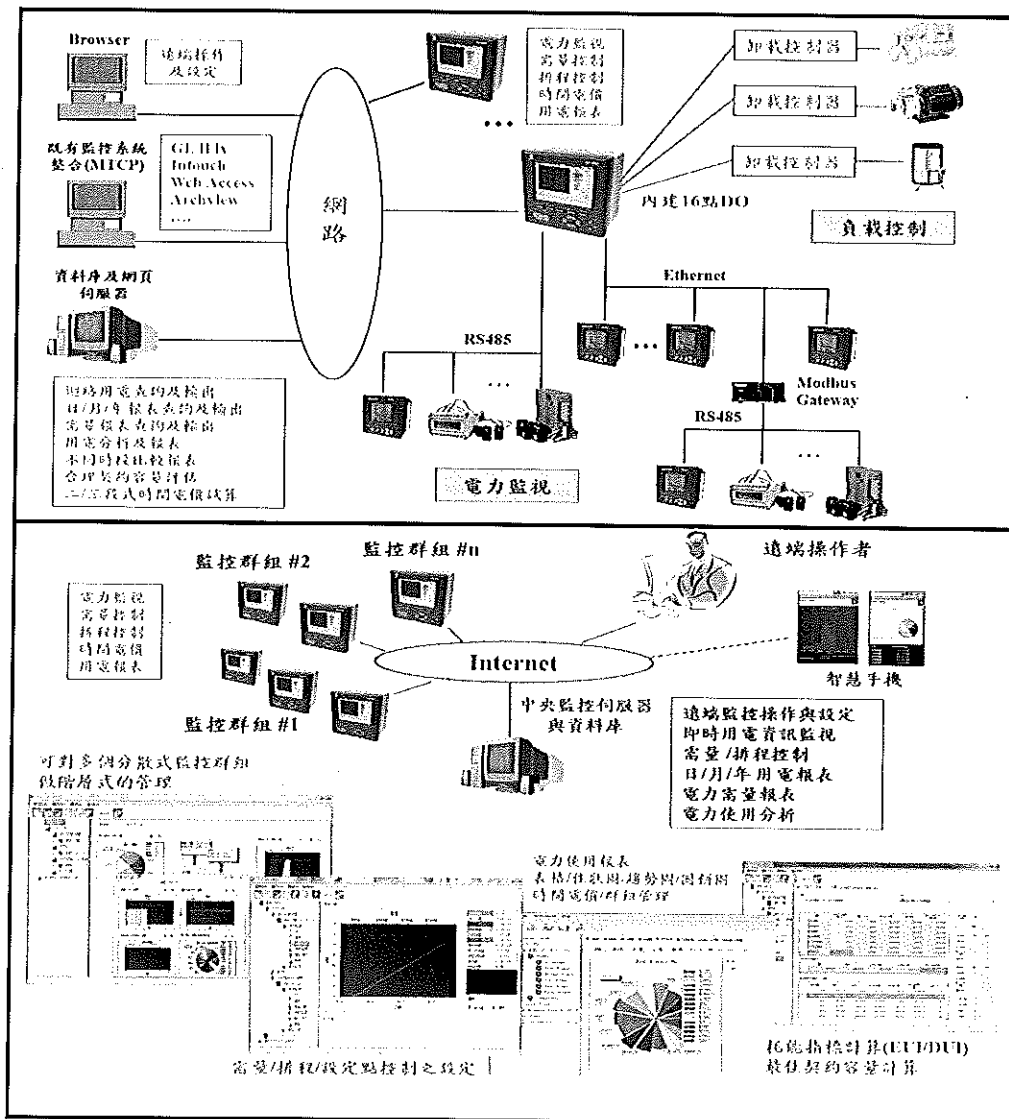 Browser
遠端操作
及設定
既有監控系統
整合(MTCP)
GE IFix
Intouch
Web Access
Archview
....
資料庫及網頁
伺服器
迴路用電查詢及輸出
日/月/年報表查詢及輸出
需量報表查詢及輸出
用電分析及報表
不同時段比較報表
合理契約容量評估
二/三段式時間電價試算
網
路
電力監視
需量控制
排程控制
時間電價
用電報表
...
內建16點DO
卸載控制器
卸載控制器
卸載控制器
負載控制
Ethernet
...
RS485
...
Modbus
Gateway
RS485
...
電力監視
監控群組 #2
監控群組 #n
遠端操作者
電力監視
需量控制
排程控制
時間電價
用電報表
Internet
智慧手機
監控群組 #1
中央監控伺服器
與資料庫
遠端監控操作與設定
即時用電資訊監視
需量/排程控制
日/月/年用電報表
電力需量報表
電力使用分析
可對多個分散式監控群組
做階層式的管理
電力使用報表
表格/柱狀圖/趨勢圖/圓餅圖
時間電價/群組管理
需量/排程/設定點控制之設定
耗能指標計算(EUI/DUI)
最佳契約容量計算